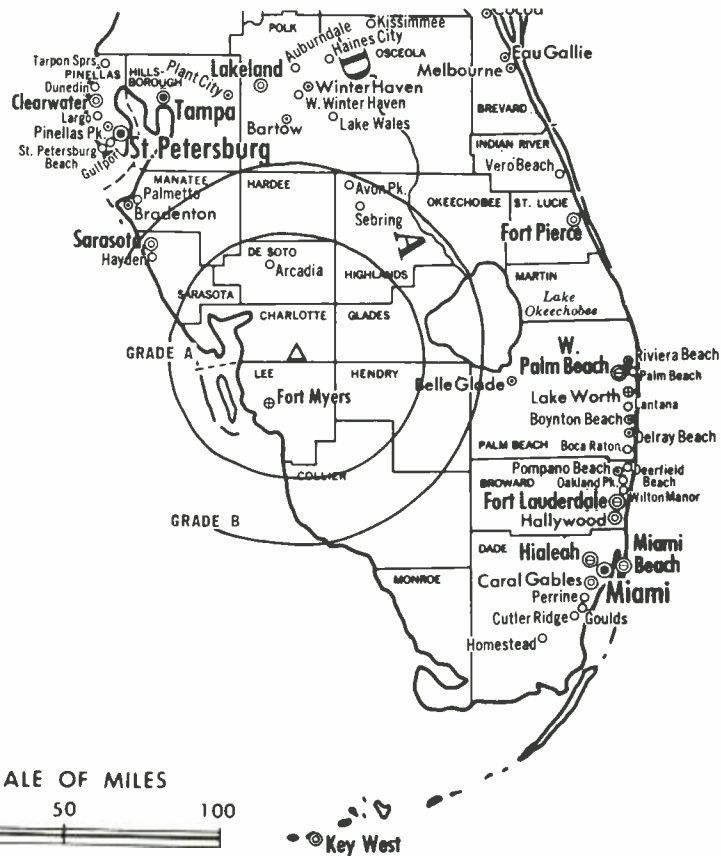 Cocoa
Kissimmee
POLK
Auburndale
Haines City
OSCEOLA
Eau Gallie
Melbourne
Tarpon Sprs.
PINELLAS
HILLS-
BOROUGH
Plant City
Lakeland
D
Dunedin
Clearwater
Tampa
Winter Haven
W. Winter Haven
BREVARD
Largo
Pinellas Pk.
Bartow
Lake Wales
St. Petersburg
St. Petersburg
Beach
Gulfport
INDIAN RIVER
Vero Beach
MANATEE
HARDEE
Avon Pk.
Palmetto
Bradenton
Sebring
OKEECHOBEE
ST. LUCIE
Fort Pierce
Sarasota
Hayden
A
DE SOTO
Arcadia
HIGHLANDS
MARTIN
SARASOTA
Lake
Okeechobee
CHARLOTTE
GLADES
GRADE A
LEE
HENDRY
W.
Palm Beach
Riviera Beach
Palm Beach
Belle Glade
Fort Myers
Lake Worth
Lantana
Boynton Beach
Delray Beach
PALM BEACH
Boca Raton
COLLIER
Pompano Beach
Deerfield
Beach
BROWARD
Oakland Pk.
Wilton Manor
Fort Lauderdale
Hallywood
GRADE B
DADE
Hialeah
Miami
Beach
MONROE
Caral Gables
Miami
Perrine
Cutler Ridge
Goulds
Homestead
ALE OF MILES
50
100
Key West